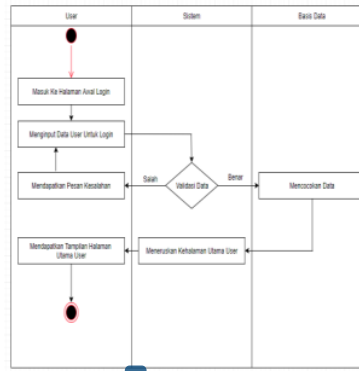 User
Sistem
Basis Data
Masuk Ke Halaman Awal Login
Menginput Data User Untuk Login
Mendapatkan Pesan Kesalahan
Salah
Validasi Data
Benar
Mencocokan Data
Mendapatkan Tampilan Halaman
Utama User
Meneruskan Kehalaman Utama User